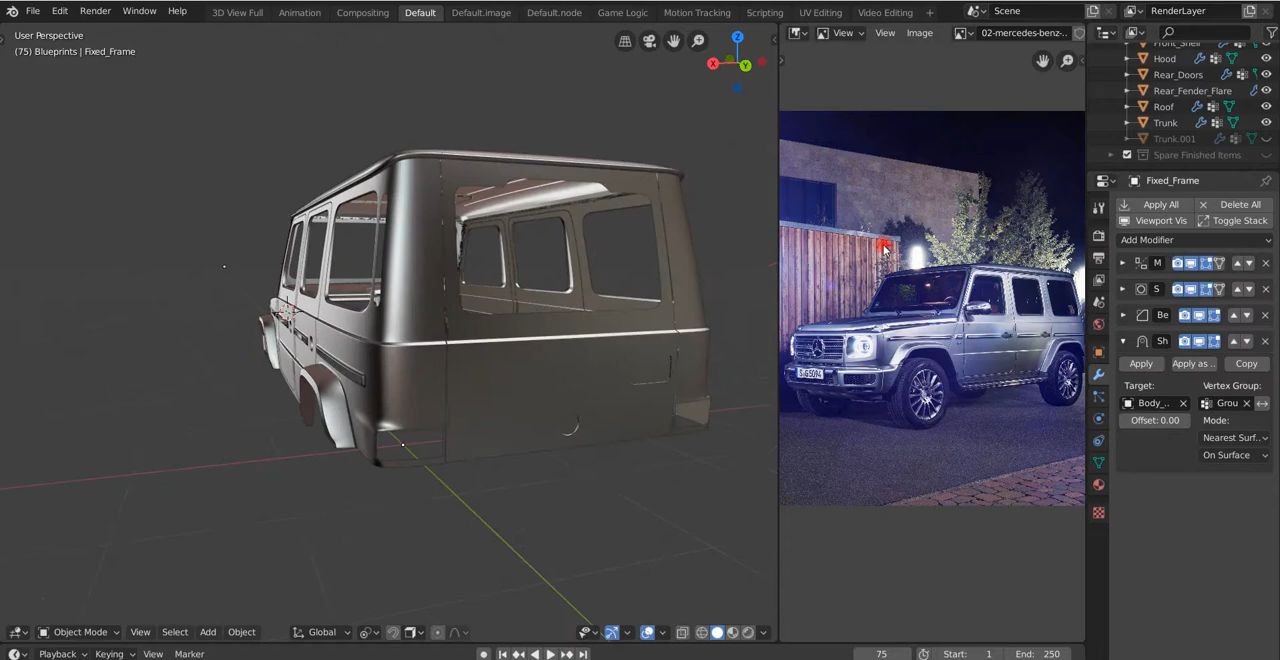 File Edit Render Window Help
3D View Full Animation Compositing Default Default.image Default.node Game Logic Motion Tracking Scripting UV Editing Video Editing +
Scene
RenderLayer
User Perspective
(75) Blueprints | Fixed_Frame
X
Y
Z
View View Image 02-mercedes-benz-..
S G 5094
Front_Shell
Hood
Rear_Doors
Rear_Fender_Flare
Roof
Trunk
Trunk.001
Spare Finished Items
Fixed_Frame
Apply All Delete All
Viewport Vis Toggle Stack
Add Modifier
M
S
Be
Sh
Apply Apply as .. Copy
Target: Vertex Group:
Body_.. Grou
Offset: 0.00 Mode:
Nearest Surf..
On Surface
Object Mode View Select Add Object Global
Playback Keying View Marker 75 Start: 1 End: 250